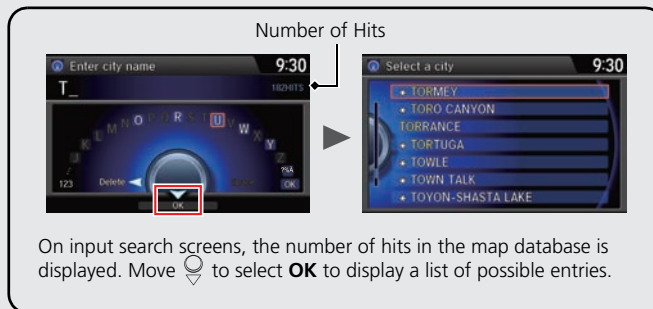 Number of Hits
Enter city name 9:30
T_
182HITS
J K L M N O P Q R S T U V W X Y Z
123 Delete ?%Á
OK
OK
Select a city 9:30
TORMEY
TORO CANYON
TORRANCE
TORTUGA
TOWLE
TOWN TALK
TOYON-SHASTA LAKE
On input search screens, the number of hits in the map database is
displayed. Move to select OK to display a list of possible entries.